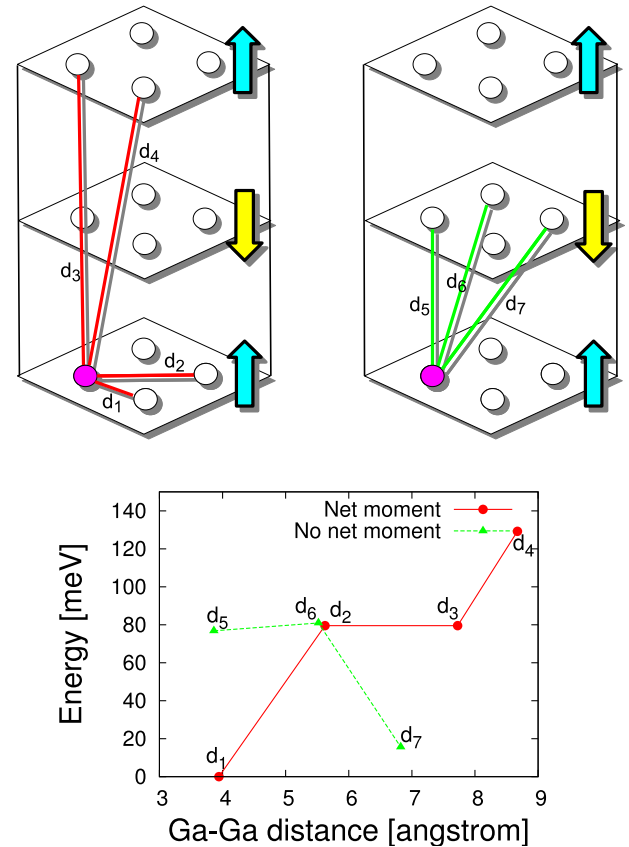 d4
d3
d2
d1
d6
d5
d7
140
120
100
80
60
40
20
0
Energy [meV]
Net moment
No net moment
d4
d5
d6
d2
d3
d1
d7
3 4 5 6 7 8 9
Ga-Ga distance [angstrom]